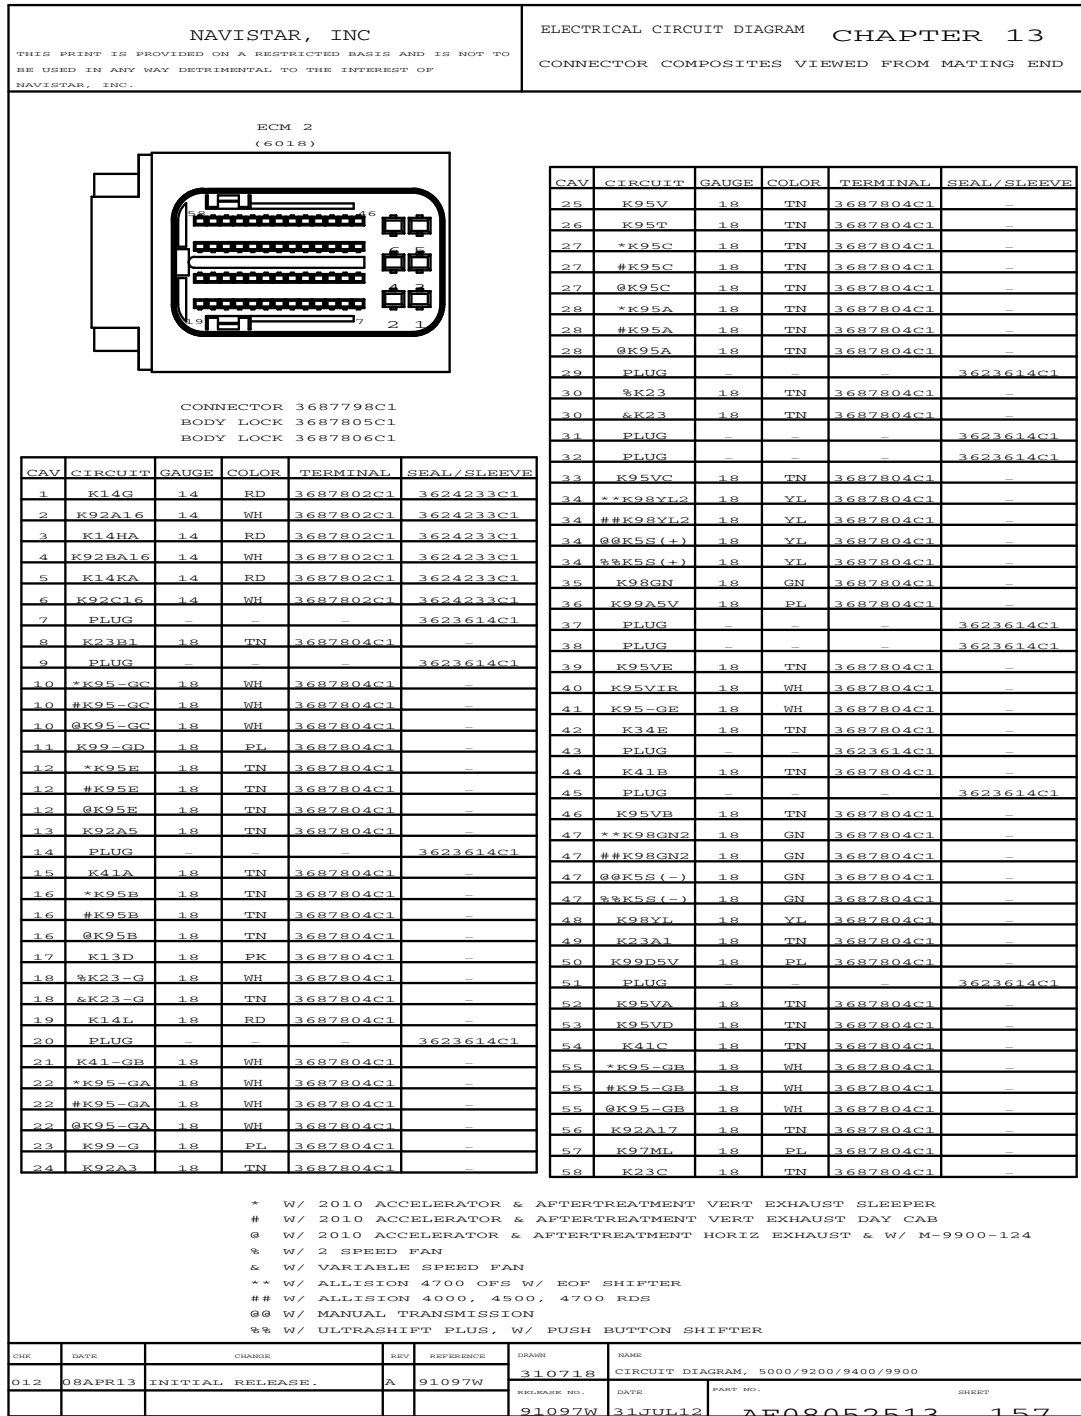 NAVISTAR, INC
THIS PRINT IS PROVIDED ON A RESTRICTED BASIS AND IS NOT TO
BE USED IN ANY WAY DETRIMENTAL TO THE INTEREST OF
NAVISTAR, INC.
ELECTRICAL CIRCUIT DIAGRAM CHAPTER 13
CONNECTOR COMPOSITES VIEWED FROM MATING END
ECM 2
(6018)
58 46
6 5
4 3
19 7 2 1
CONNECTOR 3687798C1
BODY LOCK 3687805C1
BODY LOCK 3687806C1
CAV CIRCUIT GAUGE COLOR TERMINAL SEAL/SLEEVE
1 K14G 14 RD 3687802C1 3624233C1
2 K92A16 14 WH 3687802C1 3624233C1
3 K14HA 14 RD 3687802C1 3624233C1
4 K92BA16 14 WH 3687802C1 3624233C1
5 K14KA 14 RD 3687802C1 3624233C1
6 K92C16 14 WH 3687802C1 3624233C1
7 PLUG – – – 3623614C1
8 K23B1 18 TN 3687804C1 –
9 PLUG – – – 3623614C1
10 *K95-GC 18 WH 3687804C1 –
10 #K95-GC 18 WH 3687804C1 –
10 @K95-GC 18 WH 3687804C1 –
11 K99-GD 18 PL 3687804C1 –
12 *K95E 18 TN 3687804C1 –
12 #K95E 18 TN 3687804C1 –
12 @K95E 18 TN 3687804C1 –
13 K92A5 18 TN 3687804C1 –
14 PLUG – – – 3623614C1
15 K41A 18 TN 3687804C1 –
16 *K95B 18 TN 3687804C1 –
16 #K95B 18 TN 3687804C1 –
16 @K95B 18 TN 3687804C1 –
17 K13D 18 PK 3687804C1 –
18 %K23-G 18 WH 3687804C1 –
18 &K23-G 18 TN 3687804C1 –
19 K14L 18 RD 3687804C1 –
20 PLUG – – – 3623614C1
21 K41-GB 18 WH 3687804C1 –
22 *K95-GA 18 WH 3687804C1 –
22 #K95-GA 18 WH 3687804C1 –
22 @K95-GA 18 WH 3687804C1 –
23 K99-G 18 PL 3687804C1 –
24 K92A3 18 TN 3687804C1 –
CAV CIRCUIT GAUGE COLOR TERMINAL SEAL/SLEEVE
25 K95V 18 TN 3687804C1 –
26 K95T 18 TN 3687804C1 –
27 *K95C 18 TN 3687804C1 –
27 #K95C 18 TN 3687804C1 –
27 @K95C 18 TN 3687804C1 –
28 *K95A 18 TN 3687804C1 –
28 #K95A 18 TN 3687804C1 –
28 @K95A 18 TN 3687804C1 –
29 PLUG – – – 3623614C1
30 %K23 18 TN 3687804C1 –
30 &K23 18 TN 3687804C1 –
31 PLUG – – – 3623614C1
32 PLUG – – – 3623614C1
33 K95VC 18 TN 3687804C1 –
34 **K98YL2 18 YL 3687804C1 –
34 ##K98YL2 18 YL 3687804C1 –
34 @@K5S(+) 18 YL 3687804C1 –
34 %%K5S(+) 18 YL 3687804C1 –
35 K98GN 18 GN 3687804C1 –
36 K99A5V 18 PL 3687804C1 –
37 PLUG – – – 3623614C1
38 PLUG – – – 3623614C1
39 K95VE 18 TN 3687804C1 –
40 K95VIR 18 WH 3687804C1 –
41 K95-GE 18 WH 3687804C1 –
42 K34E 18 TN 3687804C1 –
43 PLUG – – 3623614C1 –
44 K41B 18 TN 3687804C1 –
45 PLUG – – – 3623614C1
46 K95VB 18 TN 3687804C1 –
47 **K98GN2 18 GN 3687804C1 –
47 ##K98GN2 18 GN 3687804C1 –
47 @@K5S(-) 18 GN 3687804C1 –
47 %%K5S(-) 18 GN 3687804C1 –
48 K98YL 18 YL 3687804C1 –
49 K23A1 18 TN 3687804C1 –
50 K99D5V 18 PL 3687804C1 –
51 PLUG – – – 3623614C1
52 K95VA 18 TN 3687804C1 –
53 K95VD 18 TN 3687804C1 –
54 K41C 18 TN 3687804C1 –
55 *K95-GB 18 WH 3687804C1 –
55 #K95-GB 18 WH 3687804C1 –
55 @K95-GB 18 WH 3687804C1 –
56 K92A17 18 TN 3687804C1 –
57 K97ML 18 PL 3687804C1 –
58 K23C 18 TN 3687804C1 –
* W/ 2010 ACCELERATOR & AFTERTREATMENT VERT EXHAUST SLEEPER
# W/ 2010 ACCELERATOR & AFTERTREATMENT VERT EXHAUST DAY CAB
@ W/ 2010 ACCELERATOR & AFTERTREATMENT HORIZ EXHAUST & W/ M-9900-124
% W/ 2 SPEED FAN
& W/ VARIABLE SPEED FAN
** W/ ALLISION 4700 OFS W/ EOF SHIFTER
## W/ ALLISION 4000, 4500, 4700 RDS
@@ W/ MANUAL TRANSMISSION
%% W/ ULTRASHIFT PLUS, W/ PUSH BUTTON SHIFTER
CHK DATE CHANGE REV REFERENCE
012 08APR13 INITIAL RELEASE. A 91097W
DRAWN NAME
310718 CIRCUIT DIAGRAM, 5000/9200/9400/9900
RELEASE NO. DATE PART NO. SHEET
91097W 31JUL12 AF08052513 157